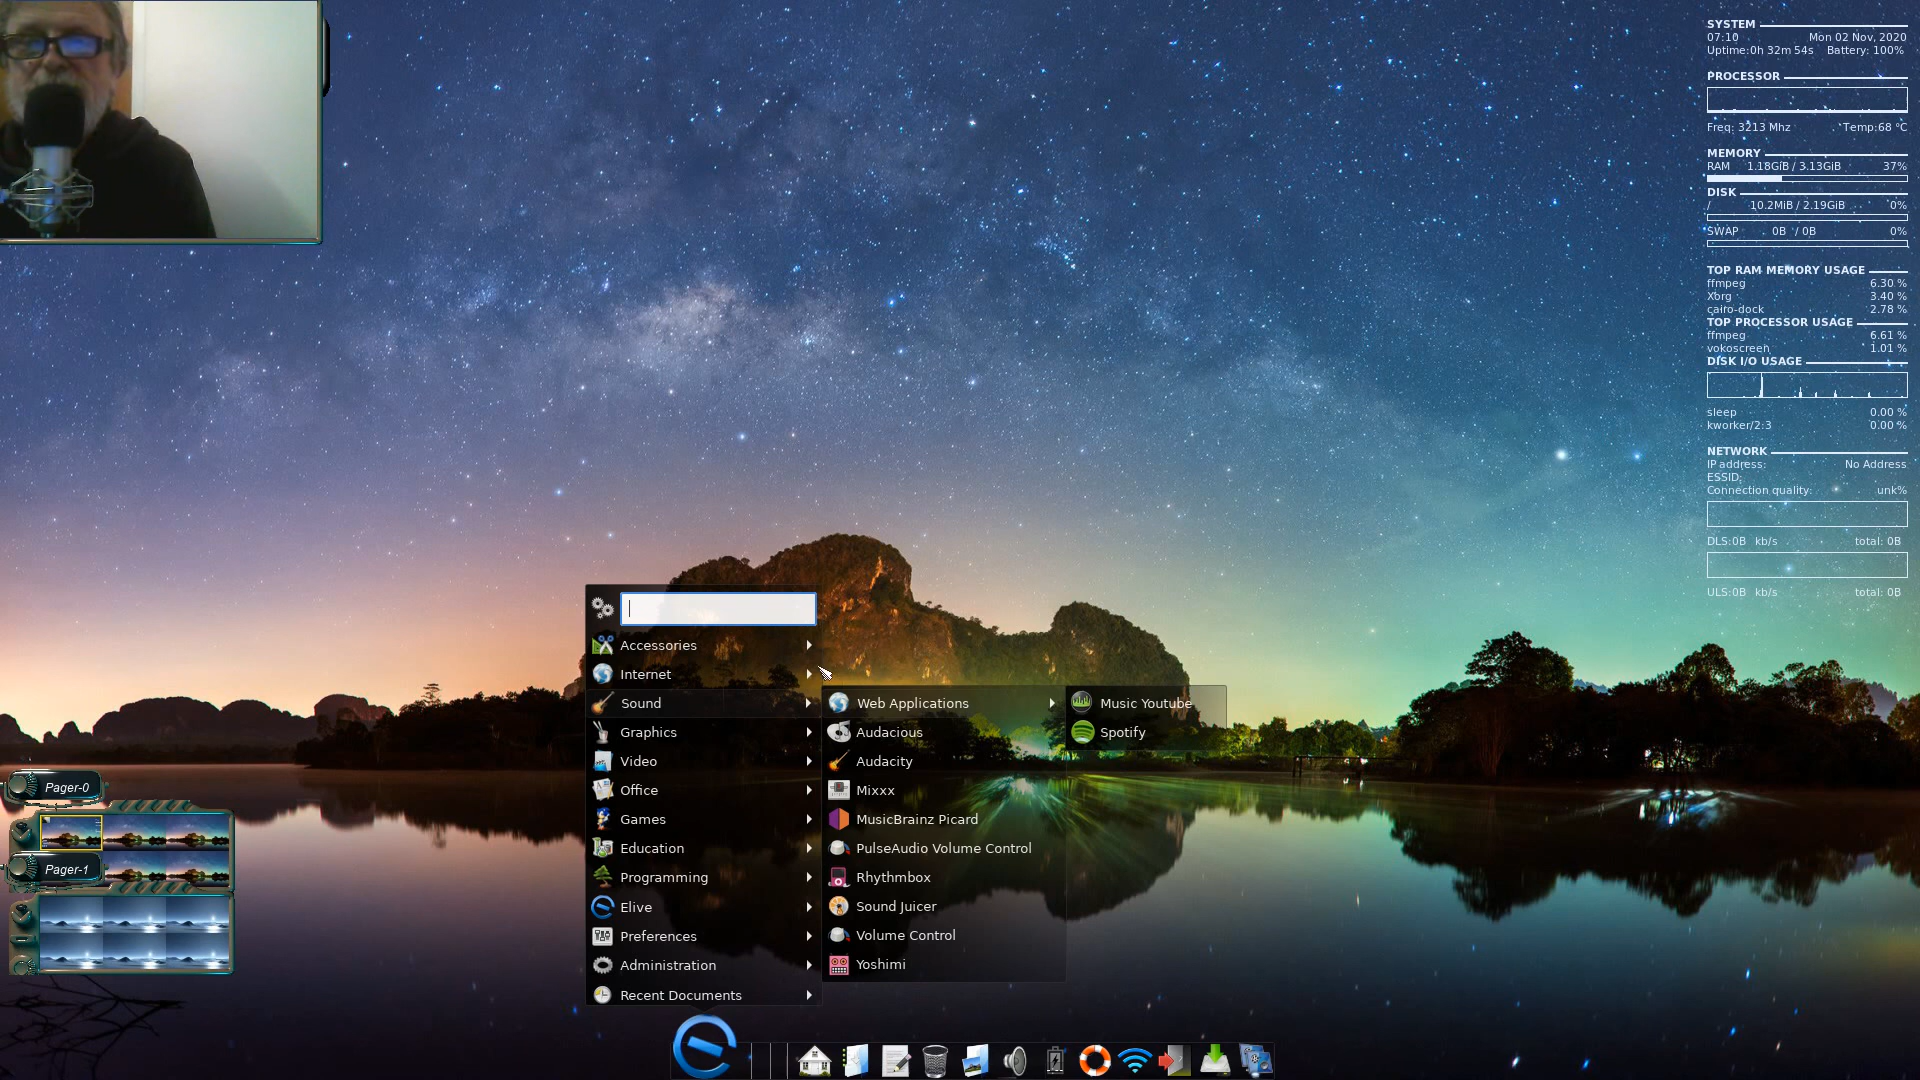 SYSTEM
07:10 Mon 02 Nov, 2020
Uptime:0h 32m 54s Battery: 100%
PROCESSOR
Freq: 3213 Mhz Temp:68 °C
MEMORY
RAM 1.18GiB / 3.13GiB 37%
DISK
/ 10.2MiB / 2.19GiB 0%
SWAP 0B / 0B 0%
TOP RAM MEMORY USAGE
ffmpeg 6.30 %
Xorg 3.40 %
cairo-dock 2.78 %
TOP PROCESSOR USAGE
ffmpeg 6.61 %
vokoscreen 1.01 %
DISK I/O USAGE
sleep 0.00 %
kworker/2:3 0.00 %
NETWORK
IP address: No Address
ESSID:
Connection quality: unk%
DLS:0B kb/s total: 0B
ULS:0B kb/s total: 0B
Accessories
Internet
Sound
Graphics
Video
Office
Games
Education
Programming
Elive
Preferences
Administration
Recent Documents
Web Applications
Audacious
Audacity
Mixxx
MusicBrainz Picard
PulseAudio Volume Control
Rhythmbox
Sound Juicer
Volume Control
Yoshimi
Music Youtube
Spotify
Pager-0
Pager-1